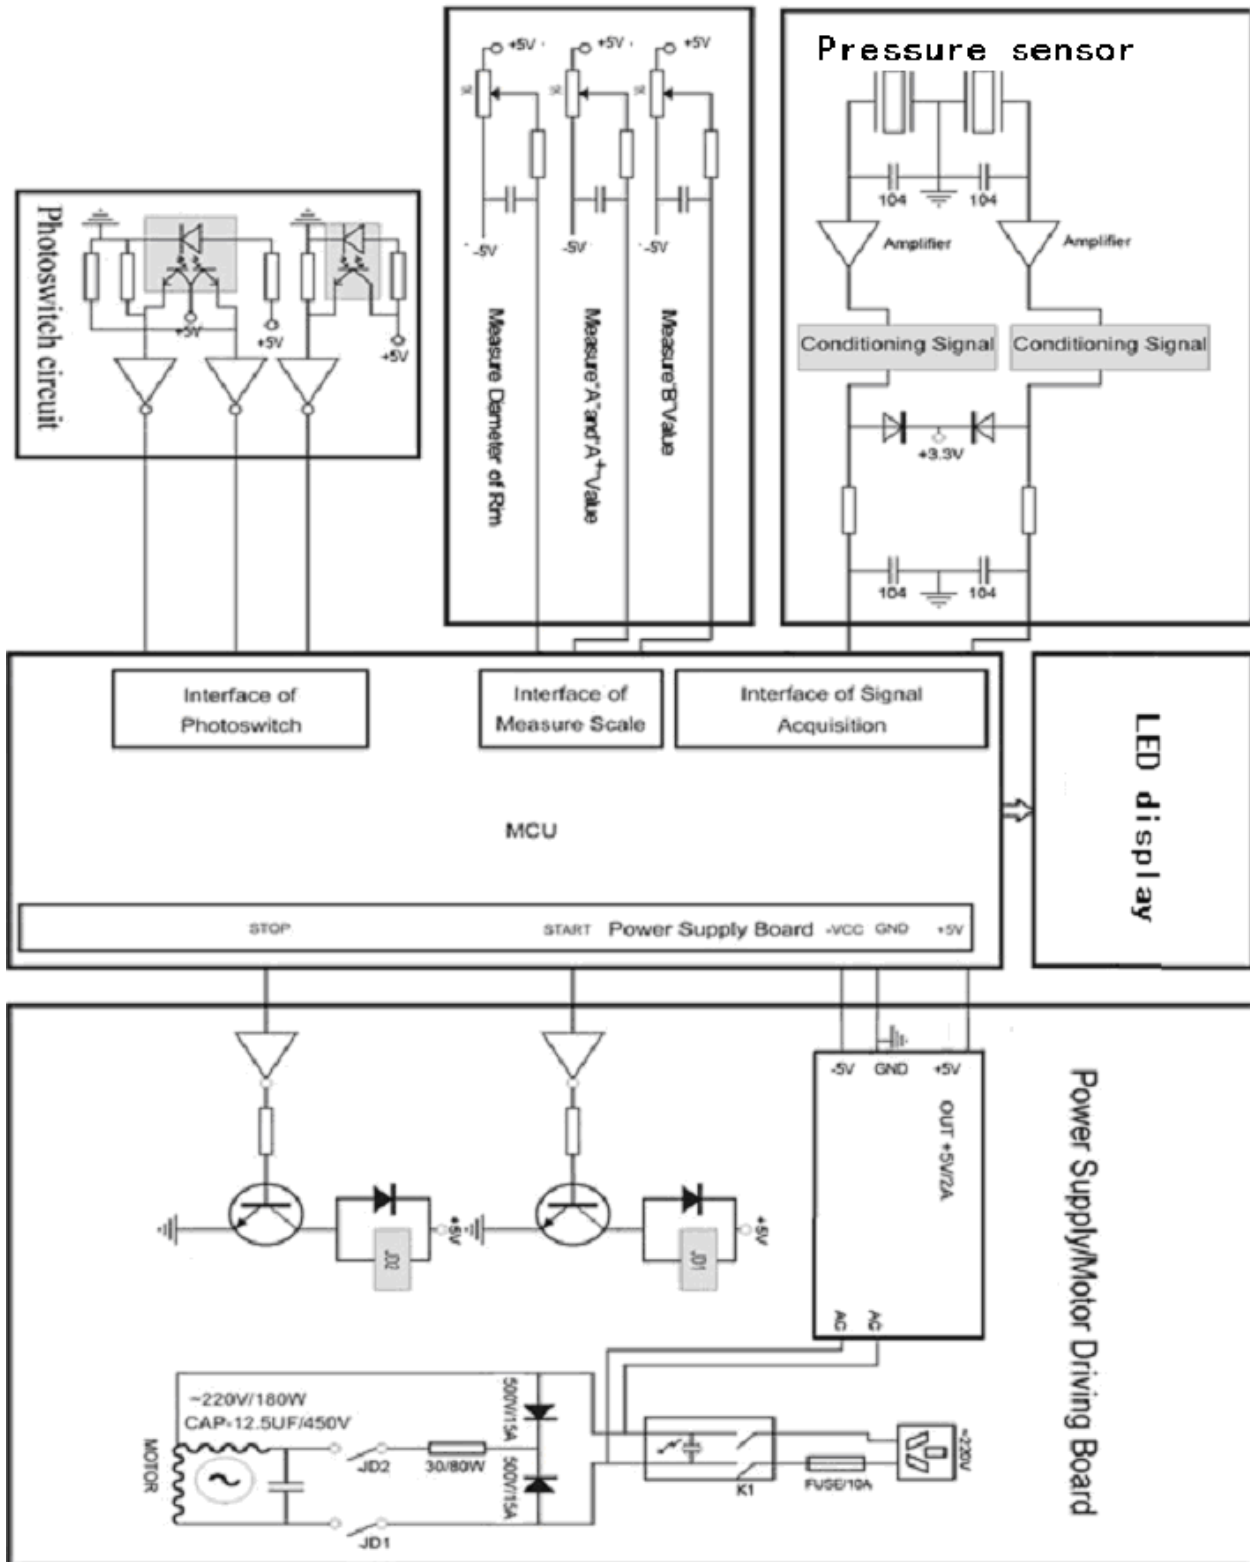 Pressure sensor
104
104
Amplifier
Amplifier
Conditioning Signal
Conditioning Signal
+3.3V
104
104
+5V
+5V
+5V
-5V
-5V
-5V
Measure Dameter of Rim
Measure"A"and"A+"Value
Measure"B"Value
Photoswitch circuit
+5V
+5V
+5V
Interface of
Photoswitch
Interface of
Measure Scale
Interface of Signal
Acquisition
MCU
STOP
START
Power Supply Board
-VCC
GND
+5V
LED display
-5V
GND
+5V
OUT +5V/2A
AC
AC
Power Supply/Motor Driving Board
JD2
+5V
JD1
+5V
~220V/180W
CAP=12.5UF/450V
MOTOR
JD2
JD1
30/80W
500V/15A
500V/15A
K1
FUSE/10A
~220V